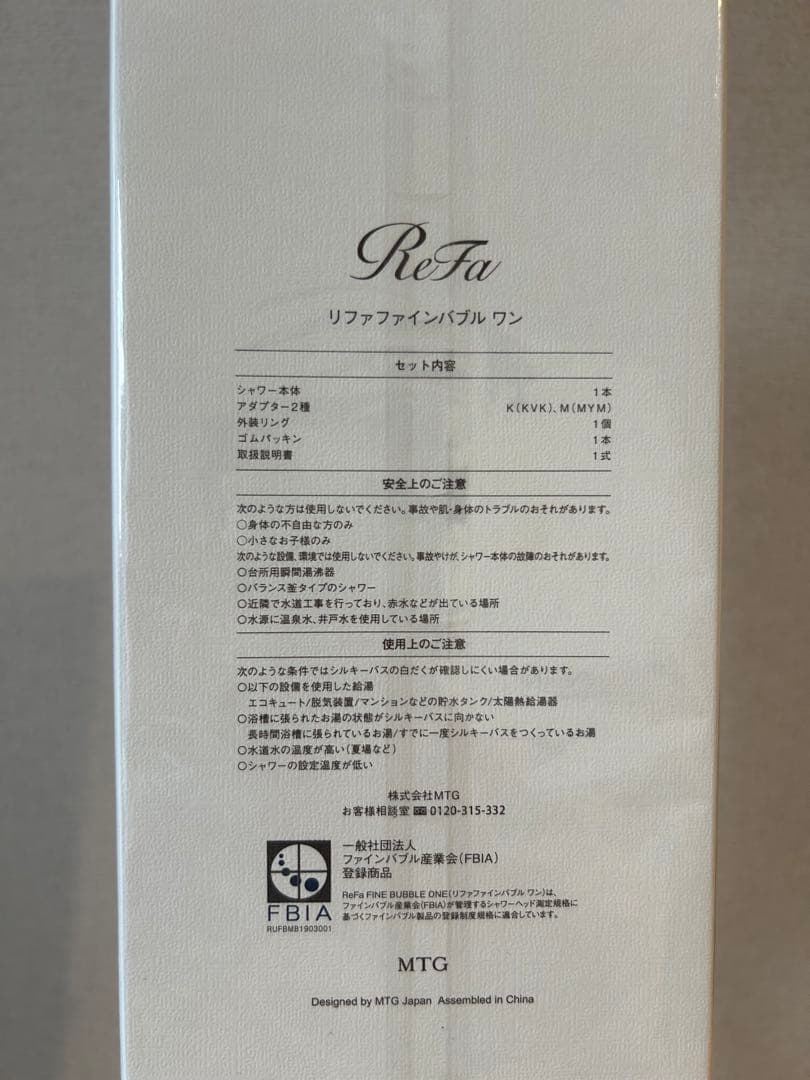 ReFa
リファファインバブル ワン
セット内容
シャワー本体 1本
アダプター2種 K(KVK)、M(MYM)
外装リング 1個
ゴムパッキン 1本
取扱説明書 1式
安全上のご注意
次のような方は使用しないでください。事故や肌・身体のトラブルのおそれがあります。
○身体の不自由な方のみ
○小さなお子様のみ
次のような設備、環境では使用しないでください。事故やけが、シャワー本体の故障のおそれがあります。
○台所用瞬間湯沸器
○バランス釜タイプのシャワー
○近隣で水道工事を行っており、赤水などが出ている場所
○水源に温泉水、井戸水を使用している場所
使用上のご注意
次のような条件ではシルキーバスの白だくが確認しにくい場合があります。
○以下の設備を使用した給湯
エコキュート/脱気装置/マンションなどの貯水タンク/太陽熱給湯器
○浴槽に張られたお湯の状態がシルキーバスに向かない
長時間浴槽に張られているお湯/すでに一度シルキーバスをつくっているお湯
○水道水の温度が高い(夏場など)
○シャワーの設定温度が低い
株式会社MTG
お客様相談室 0120-315-332
一般社団法人
ファインバブル産業会(FBIA)
登録商品
FBIA
RUFBMB1903001
ReFa FINE BUBBLE ONE(リファファインバブル ワン)は、
ファインバブル産業会(FBIA)が管理するシャワーヘッド測定規格に
基づくファインバブル製品の登録制度規格に適合しています。
MTG
Designed by MTG Japan Assembled in China